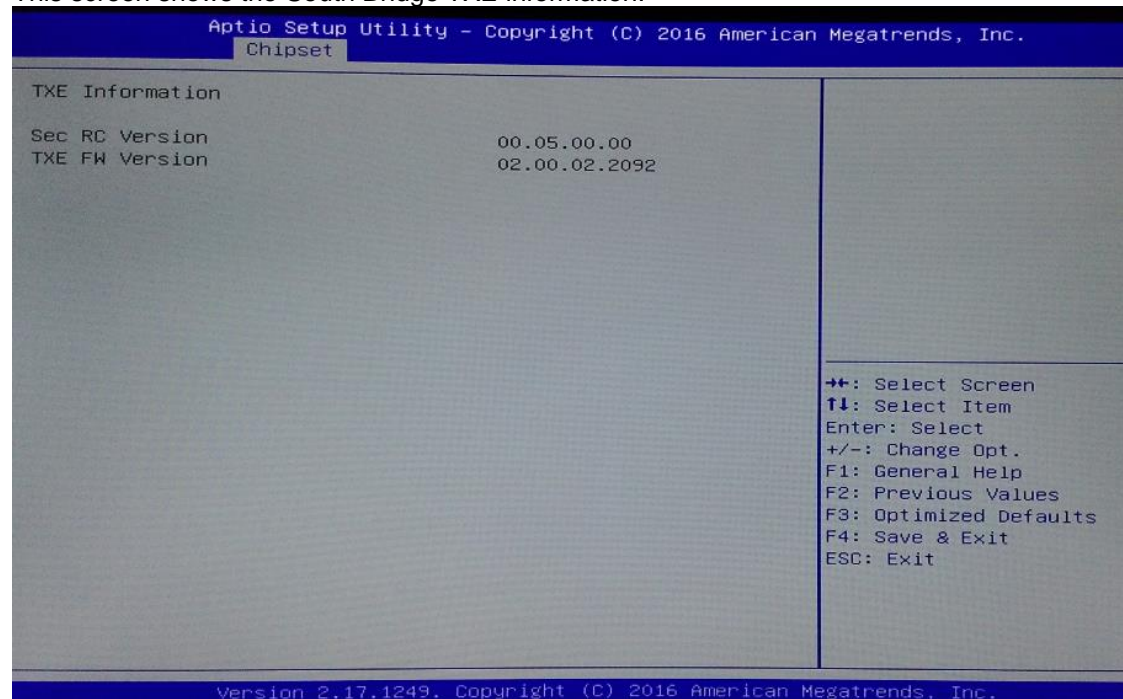 This screen shows the South Bridge TXE information.
Aptio Setup Utility – Copyright (C) 2016 American Megatrends, Inc.
Chipset
TXE Information
Sec RC Version 00.05.00.00
TXE FW Version 02.00.02.2092
→←: Select Screen
↑↓: Select Item
Enter: Select
+/-: Change Opt.
F1: General Help
F2: Previous Values
F3: Optimized Defaults
F4: Save & Exit
ESC: Exit
Version 2.17.1249. Copyright (C) 2016 American Megatrends, Inc.